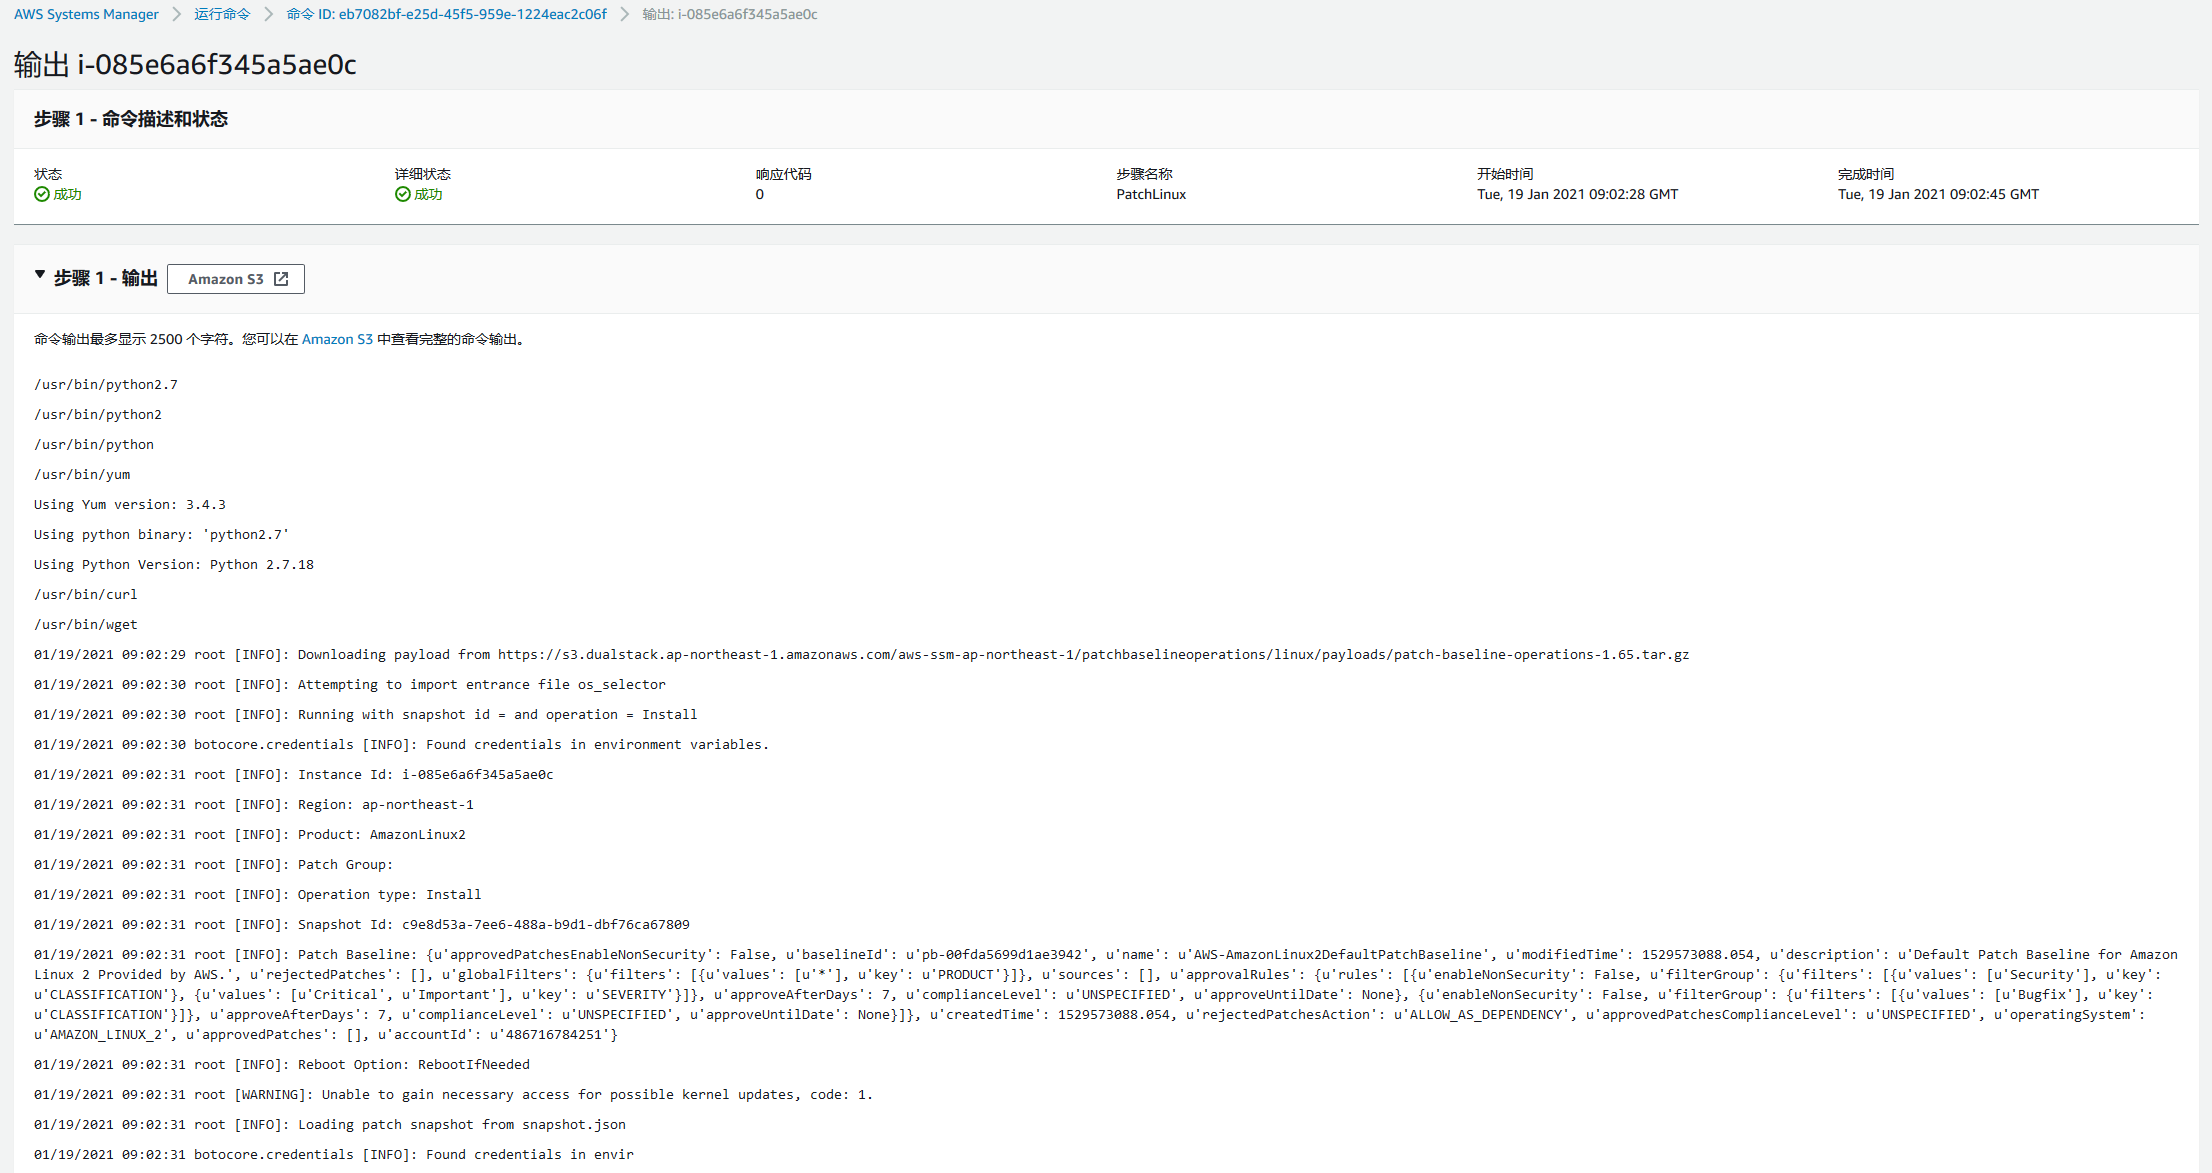 AWS Systems Manager > 运行命令 > 命令 ID: eb7082bf-e25d-45f5-959e-1224eac2c06f > 输出: i-085e6a6f345a5ae0c
输出 i-085e6a6f345a5ae0c
步骤 1 - 命令描述和状态
状态 详细状态 响应代码 步骤名称 开始时间 完成时间
成功 成功 0 PatchLinux Tue, 19 Jan 2021 09:02:28 GMT Tue, 19 Jan 2021 09:02:45 GMT
步骤 1 - 输出 Amazon S3
命令输出最多显示 2500 个字符。您可以在 Amazon S3 中查看完整的命令输出。
/usr/bin/python2.7
/usr/bin/python2
/usr/bin/python
/usr/bin/yum
Using Yum version: 3.4.3
Using python binary: 'python2.7'
Using Python Version: Python 2.7.18
/usr/bin/curl
/usr/bin/wget
01/19/2021 09:02:29 root [INFO]: Downloading payload from https://s3.dualstack.ap-northeast-1.amazonaws.com/aws-ssm-ap-northeast-1/patchbaselineoperations/linux/payloads/patch-baseline-operations-1.65.tar.gz
01/19/2021 09:02:30 root [INFO]: Attempting to import entrance file os_selector
01/19/2021 09:02:30 root [INFO]: Running with snapshot id = and operation = Install
01/19/2021 09:02:30 botocore.credentials [INFO]: Found credentials in environment variables.
01/19/2021 09:02:31 root [INFO]: Instance Id: i-085e6a6f345a5ae0c
01/19/2021 09:02:31 root [INFO]: Region: ap-northeast-1
01/19/2021 09:02:31 root [INFO]: Product: AmazonLinux2
01/19/2021 09:02:31 root [INFO]: Patch Group:
01/19/2021 09:02:31 root [INFO]: Operation type: Install
01/19/2021 09:02:31 root [INFO]: Snapshot Id: c9e8d53a-7ee6-488a-b9d1-dbf76ca67809
01/19/2021 09:02:31 root [INFO]: Patch Baseline: {u'approvedPatchesEnableNonSecurity': False, u'baselineId': u'pb-00fda5699d1ae3942', u'name': u'AWS-AmazonLinux2DefaultPatchBaseline', u'modifiedTime': 1529573088.054, u'description': u'Default Patch Baseline for Amazon
Linux 2 Provided by AWS.', u'rejectedPatches': [], u'globalFilters': {u'filters': [{u'values': [u'*'], u'key': u'PRODUCT'}]}, u'sources': [], u'approvalRules': {u'rules': [{u'enableNonSecurity': False, u'filterGroup': {u'filters': [{u'values': [u'Security'], u'key':
u'CLASSIFICATION'}, {u'values': [u'Critical', u'Important'], u'key': u'SEVERITY'}]}, u'approveAfterDays': 7, u'complianceLevel': u'UNSPECIFIED', u'approveUntilDate': None}, {u'enableNonSecurity': False, u'filterGroup': {u'filters': [{u'values': [u'Bugfix'], u'key':
u'CLASSIFICATION'}]}, u'approveAfterDays': 7, u'complianceLevel': u'UNSPECIFIED', u'approveUntilDate': None}]}, u'createdTime': 1529573088.054, u'rejectedPatchesAction': u'ALLOW_AS_DEPENDENCY', u'approvedPatchesComplianceLevel': u'UNSPECIFIED', u'operatingSystem':
u'AMAZON_LINUX_2', u'approvedPatches': [], u'accountId': u'486716784251'}
01/19/2021 09:02:31 root [INFO]: Reboot Option: RebootIfNeeded
01/19/2021 09:02:31 root [WARNING]: Unable to gain necessary access for possible kernel updates, code: 1.
01/19/2021 09:02:31 root [INFO]: Loading patch snapshot from snapshot.json
01/19/2021 09:02:31 botocore.credentials [INFO]: Found credentials in envir